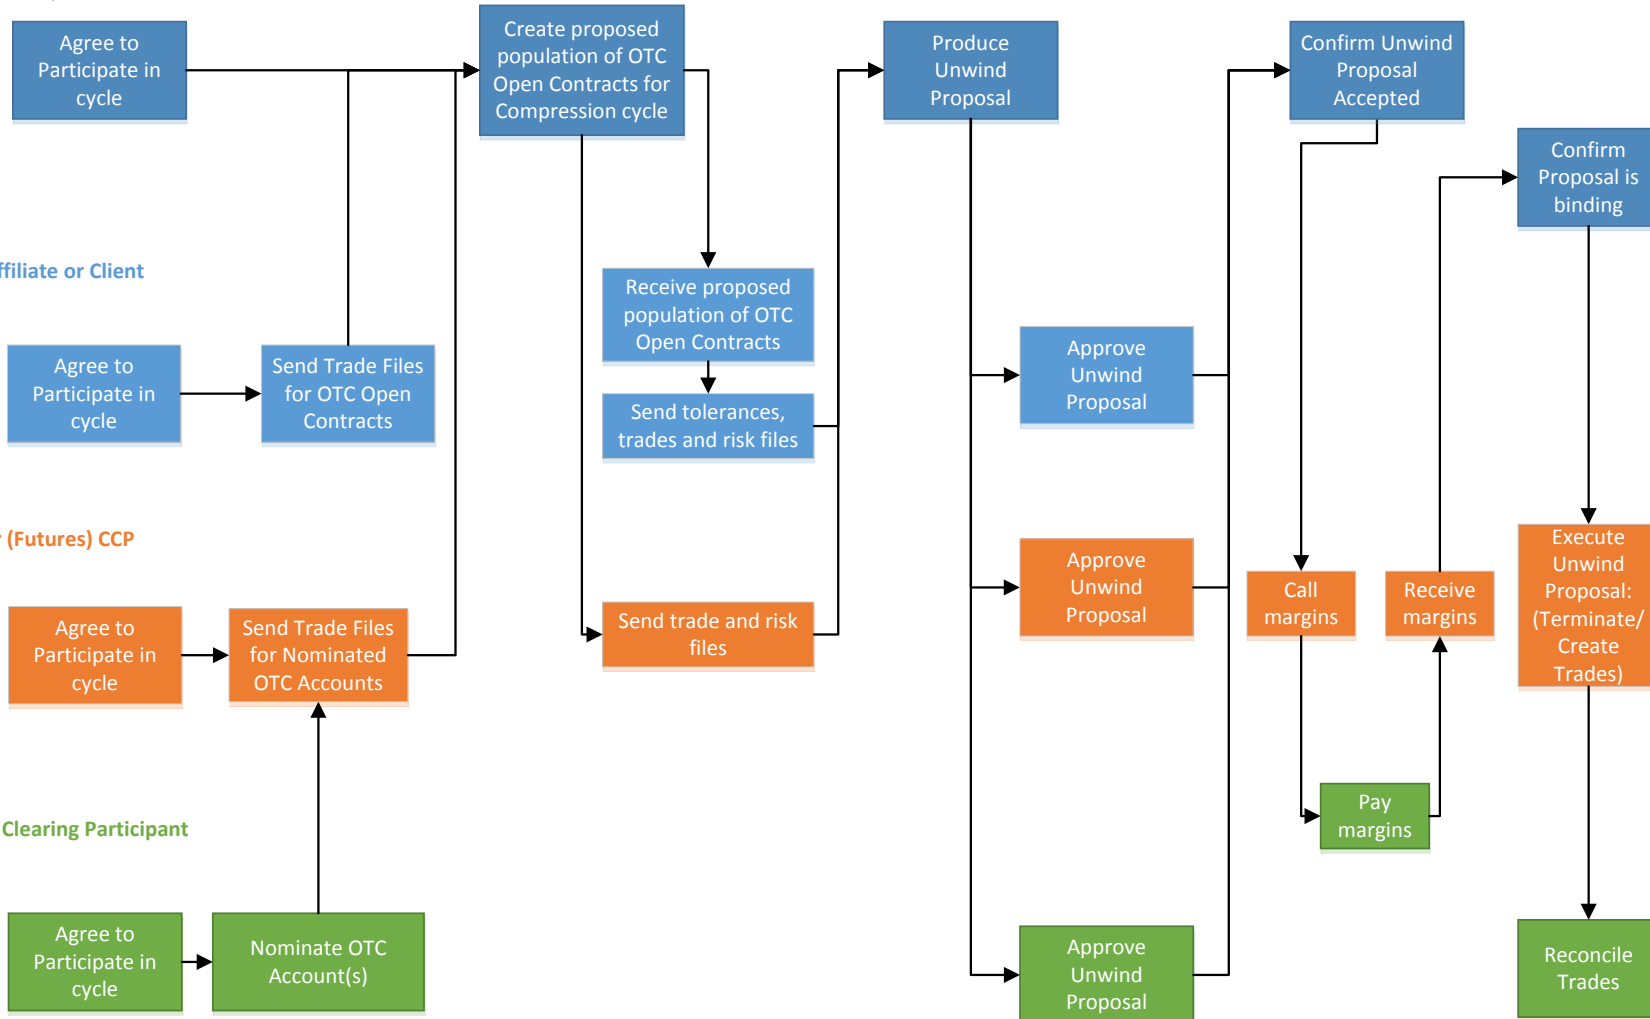 Agree to
Participate in
cycle
Create proposed
population of OTC
Open Contracts for
Compression cycle
Produce
Unwind
Proposal
Confirm Unwind
Proposal
Accepted
Confirm
Proposal is
binding
ffiliate or Client
Agree to
Participate in
cycle
Send Trade Files
for OTC Open
Contracts
Receive proposed
population of OTC
Open Contracts
Send tolerances,
trades and risk files
Approve
Unwind
Proposal
(Futures) CCP
Agree to
Participate in
cycle
Send Trade Files
for Nominated
OTC Accounts
Send trade and risk
files
Approve
Unwind
Proposal
Call
margins
Receive
margins
Execute
Unwind
Proposal:
(Terminate/
Create
Trades)
Clearing Participant
Pay
margins
Agree to
Participate in
cycle
Nominate OTC
Account(s)
Approve
Unwind
Proposal
Reconcile
Trades